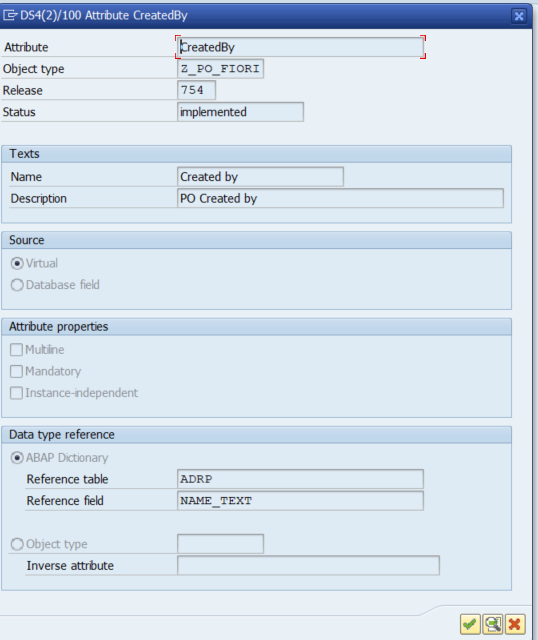 DS4(2)/100 Attribute CreatedBy
Attribute CreatedBy
Object type Z_PO_FIORI
Release 754
Status implemented
Texts
Name Created by
Description PO Created by
Source
Virtual
Database field
Attribute properties
Multiline
Mandatory
Instance-independent
Data type reference
ABAP Dictionary
Reference table ADRP
Reference field NAME_TEXT
Object type
Inverse attribute